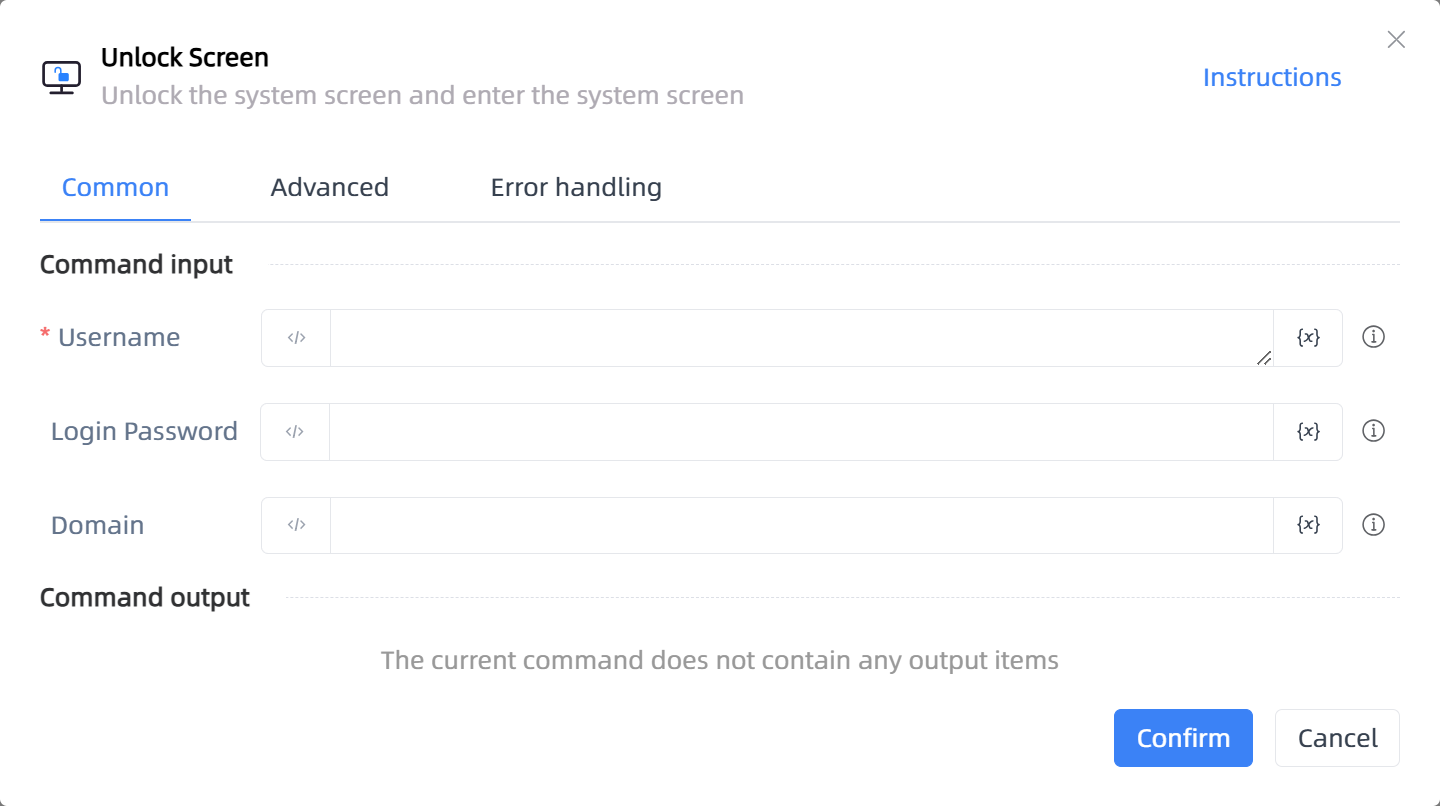 Unlock Screen
Unlock the system screen and enter the system screen
Instructions
Common Advanced Error handling
Command input
* Username </> {x}
Login Password </> {x}
Domain </> {x}
Command output
The current command does not contain any output items
Confirm Cancel